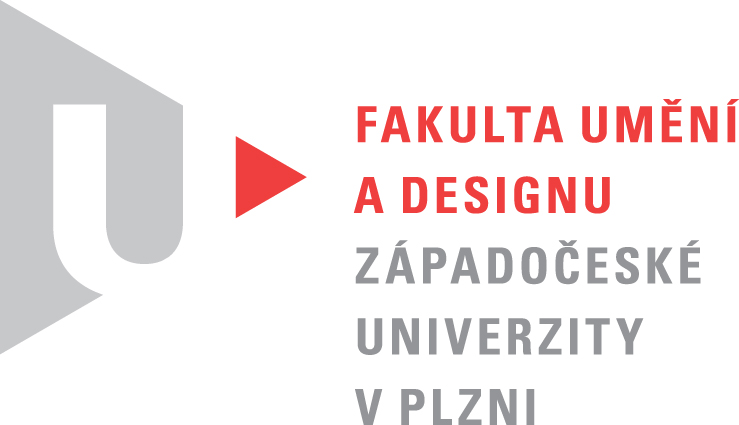 U
FAKULTA UMĚNÍ
A DESIGNU
ZÁPADOČESKÉ
UNIVERZITY
V PLZNI